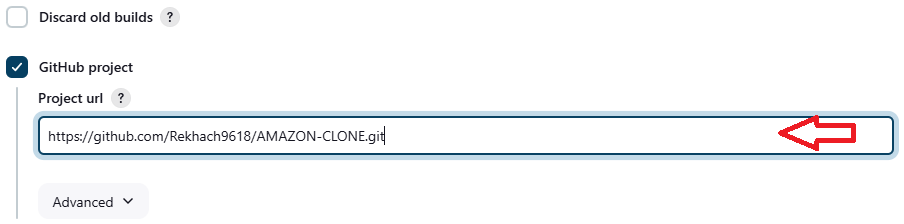 Discard old builds ?
GitHub project
Project url ?
https://github.com/Rekhach9618/AMAZON-CLONE.git
Advanced